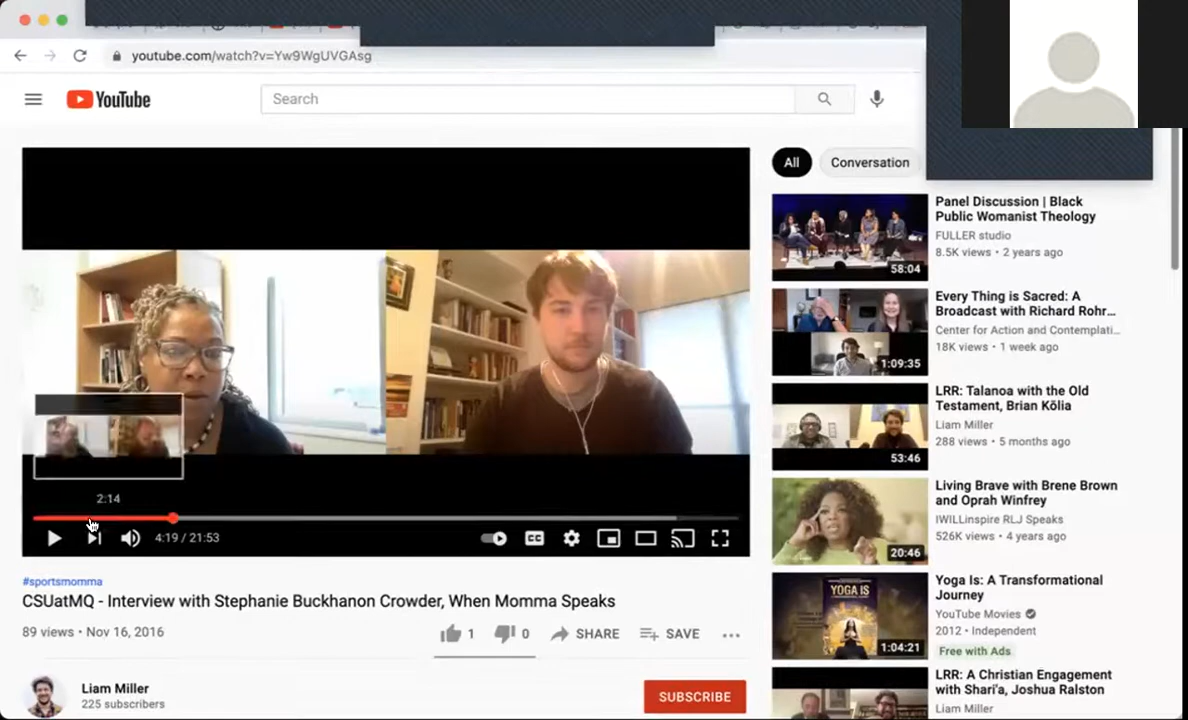 youtube.com/watch?v=Yw9WgUVGAsg
YouTube
Search
All
Conversation
2:14
4:19 / 21:53
CC
#sportsmomma
CSUatMQ - Interview with Stephanie Buckhanon Crowder, When Momma Speaks
89 views • Nov 16, 2016
1
0
SHARE
SAVE
Liam Miller
225 subscribers
SUBSCRIBE
58:04
Panel Discussion | Black
Public Womanist Theology
FULLER studio
8.5K views • 2 years ago
1:09:35
Every Thing is Sacred: A
Broadcast with Richard Rohr...
Center for Action and Contemplati...
18K views • 1 week ago
53:46
LRR: Talanoa with the Old
Testament, Brian Kōlia
Liam Miller
288 views • 5 months ago
20:46
Living Brave with Brene Brown
and Oprah Winfrey
IWILLinspire RLJ Speaks
526K views • 4 years ago
YOGA IS
1:04:21
Yoga Is: A Transformational
Journey
YouTube Movies
2012 • Independent
Free with Ads
LRR: A Christian Engagement
with Shari'a, Joshua Ralston
Liam Miller